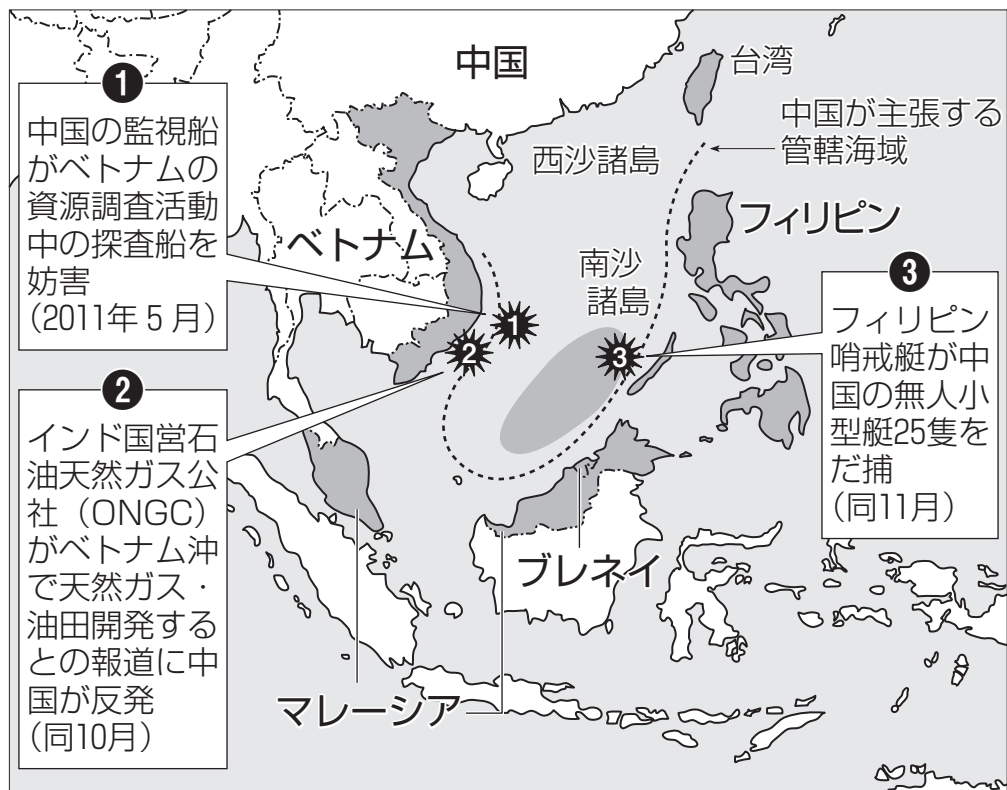 中国
台湾
中国が主張する
管轄海域
西沙諸島
フィリピン
ベトナム
南沙
諸島
ブルネイ
マレーシア
1
中国の監視船
がベトナムの
資源調査活動
中の探査船を
妨害
(2011年5月)
2
インド国営石
油天然ガス公
社(ONGC)
がベトナム沖
で天然ガス・
油田開発する
との報道に中
国が反発
(同10月)
3
フィリピン
哨戒艇が中
国の無人小
型艇25隻を
だ捕
(同11月)
1
2
3